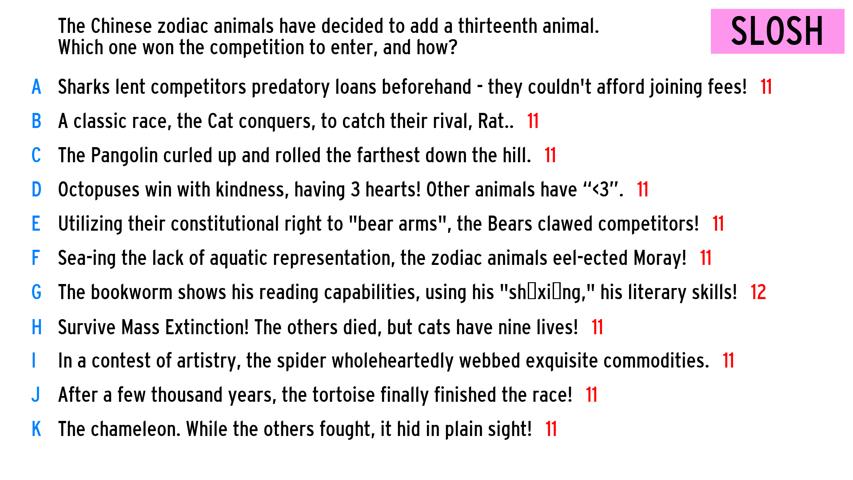 The Chinese zodiac animals have decided to add a thirteenth animal.
Which one won the competition to enter, and how?
SLOSH
A Sharks lent competitors predatory loans beforehand - they couldn't afford joining fees! 11
B A classic race, the Cat conquers, to catch their rival, Rat.. 11
C The Pangolin curled up and rolled the farthest down the hill. 11
D Octopuses win with kindness, having 3 hearts! Other animals have “<3”. 11
E Utilizing their constitutional right to "bear arms", the Bears clawed competitors! 11
F Sea-ing the lack of aquatic representation, the zodiac animals eel-ected Moray! 11
G The bookworm shows his reading capabilities, using his "sh▯xi▯ng," his literary skills! 12
H Survive Mass Extinction! The others died, but cats have nine lives! 11
I In a contest of artistry, the spider wholeheartedly webbed exquisite commodities. 11
J After a few thousand years, the tortoise finally finished the race! 11
K The chameleon. While the others fought, it hid in plain sight! 11